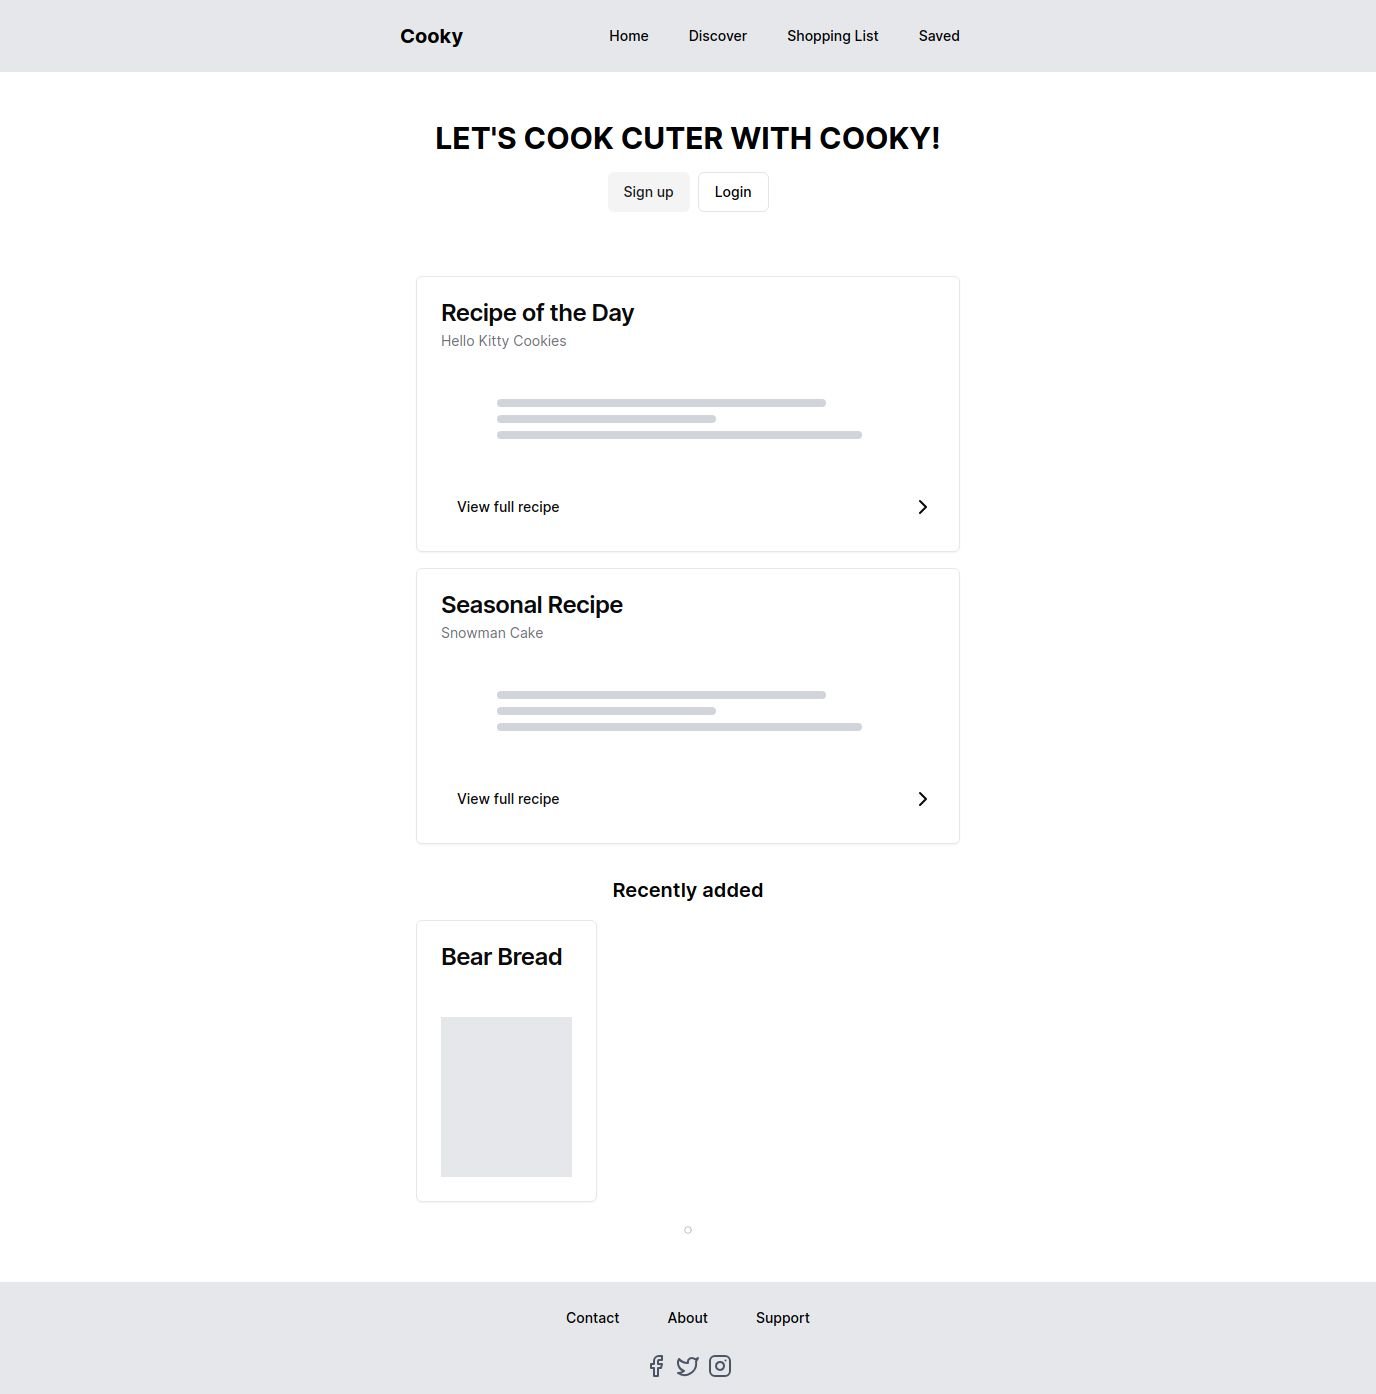 Cooky
Home Discover Shopping List Saved
LET'S COOK CUTER WITH COOKY!
Sign up Login
Recipe of the Day
Hello Kitty Cookies
View full recipe
Seasonal Recipe
Snowman Cake
View full recipe
Recently added
Bear Bread
Contact About Support